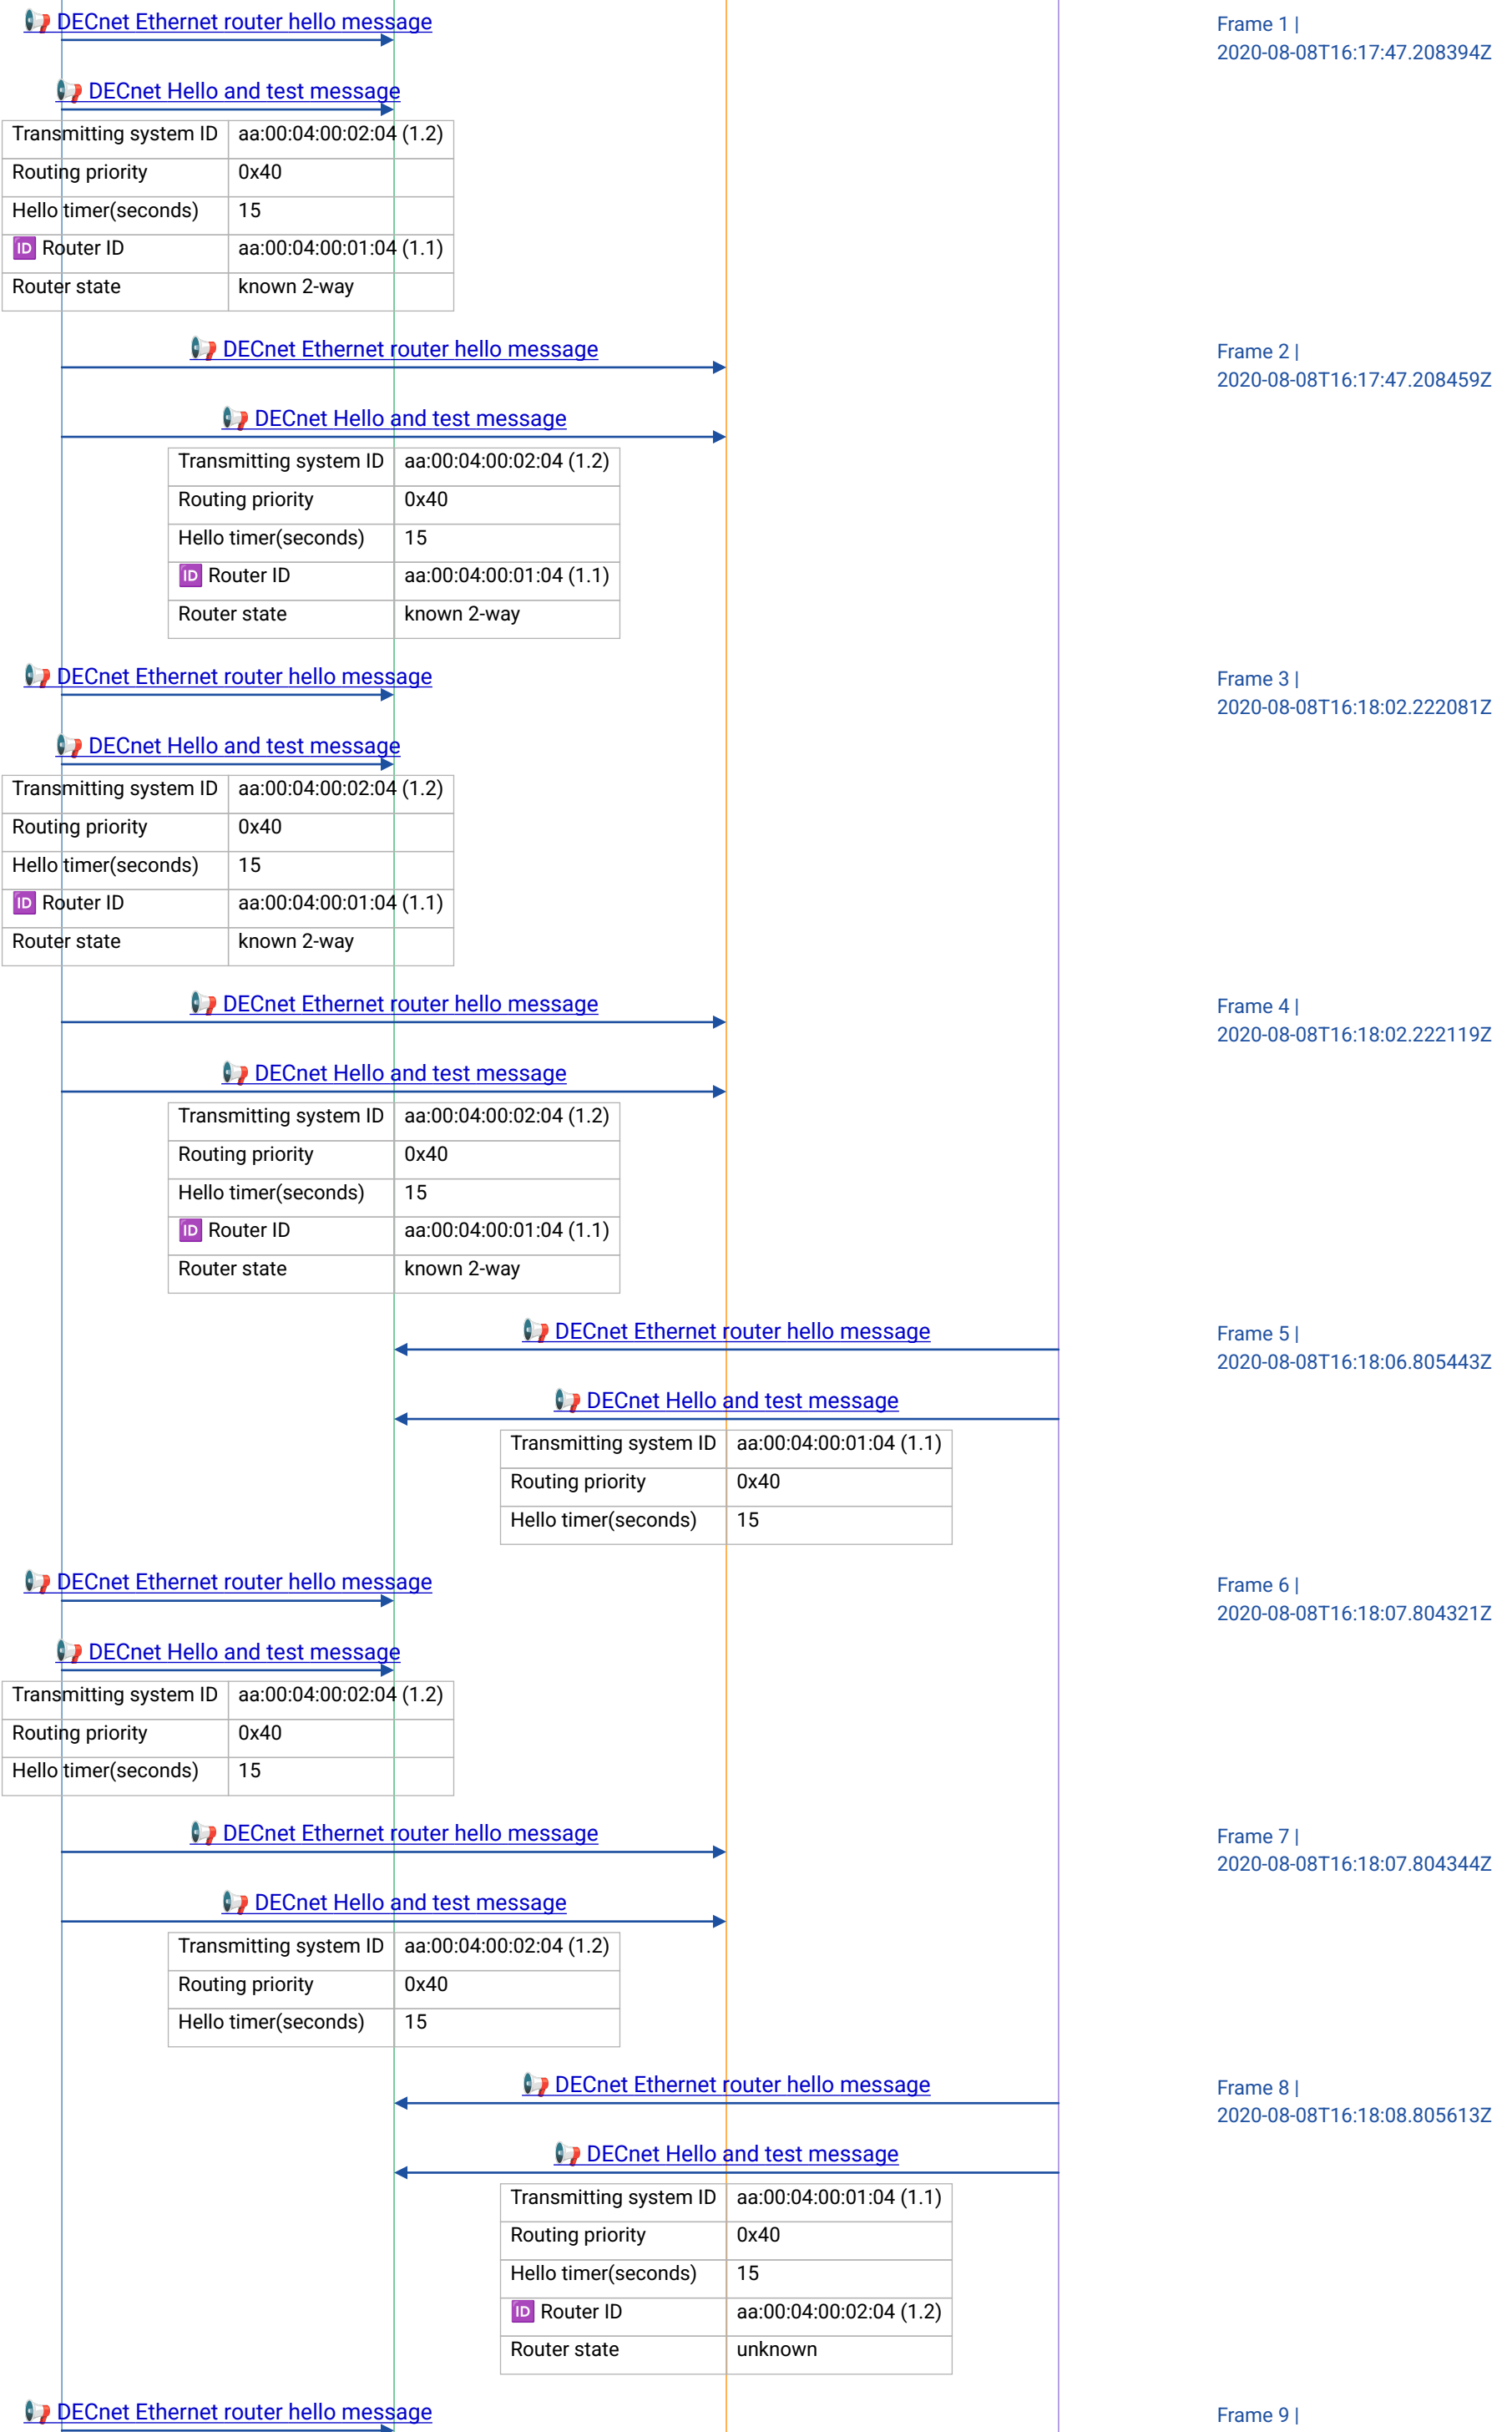 DECnet Ethernet router hello message
Frame 1 |
2020-08-08T16:17:47.208394Z
DECnet Hello and test message
Transmitting system ID aa:00:04:00:02:04 (1.2)
Routing priority 0x40
Hello timer(seconds) 15
🆔 Router ID aa:00:04:00:01:04 (1.1)
Router state known 2-way
DECnet Ethernet router hello message
Frame 2 |
2020-08-08T16:17:47.208459Z
DECnet Hello and test message
Transmitting system ID aa:00:04:00:02:04 (1.2)
Routing priority 0x40
Hello timer(seconds) 15
🆔 Router ID aa:00:04:00:01:04 (1.1)
Router state known 2-way
DECnet Ethernet router hello message
Frame 3 |
2020-08-08T16:18:02.222081Z
DECnet Hello and test message
Transmitting system ID aa:00:04:00:02:04 (1.2)
Routing priority 0x40
Hello timer(seconds) 15
🆔 Router ID aa:00:04:00:01:04 (1.1)
Router state known 2-way
DECnet Ethernet router hello message
Frame 4 |
2020-08-08T16:18:02.222119Z
DECnet Hello and test message
Transmitting system ID aa:00:04:00:02:04 (1.2)
Routing priority 0x40
Hello timer(seconds) 15
🆔 Router ID aa:00:04:00:01:04 (1.1)
Router state known 2-way
DECnet Ethernet router hello message
Frame 5 |
2020-08-08T16:18:06.805443Z
DECnet Hello and test message
Transmitting system ID aa:00:04:00:01:04 (1.1)
Routing priority 0x40
Hello timer(seconds) 15
DECnet Ethernet router hello message
Frame 6 |
2020-08-08T16:18:07.804321Z
DECnet Hello and test message
Transmitting system ID aa:00:04:00:02:04 (1.2)
Routing priority 0x40
Hello timer(seconds) 15
DECnet Ethernet router hello message
Frame 7 |
2020-08-08T16:18:07.804344Z
DECnet Hello and test message
Transmitting system ID aa:00:04:00:02:04 (1.2)
Routing priority 0x40
Hello timer(seconds) 15
DECnet Ethernet router hello message
Frame 8 |
2020-08-08T16:18:08.805613Z
DECnet Hello and test message
Transmitting system ID aa:00:04:00:01:04 (1.1)
Routing priority 0x40
Hello timer(seconds) 15
🆔 Router ID aa:00:04:00:02:04 (1.2)
Router state unknown
DECnet Ethernet router hello message
Frame 9 |